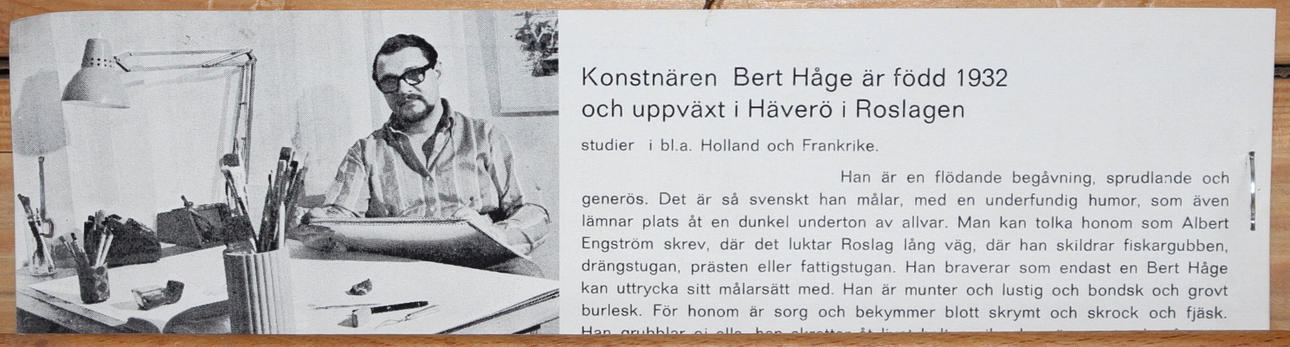 Konstnären Bert Håge är född 1932
och uppväxt i Häverö i Roslagen
studier i bl.a. Holland och Frankrike.
Han är en flödande begåvning, sprudlande och
generös. Det är så svenskt han målar, med en underfundig humor, som även
lämnar plats åt en dunkel underton av allvar. Man kan tolka honom som Albert
Engström skrev, där det luktar Roslag lång väg, där han skildrar fiskargubben,
drängstugan, prästen eller fattigstugan. Han braverar som endast en Bert Håge
kan uttrycka sitt målarsätt med. Han är munter och lustig och bondsk och grovt
burlesk. För honom är sorg och bekymmer blott skrymt och skrock och fjäsk.
Han grubblar ej